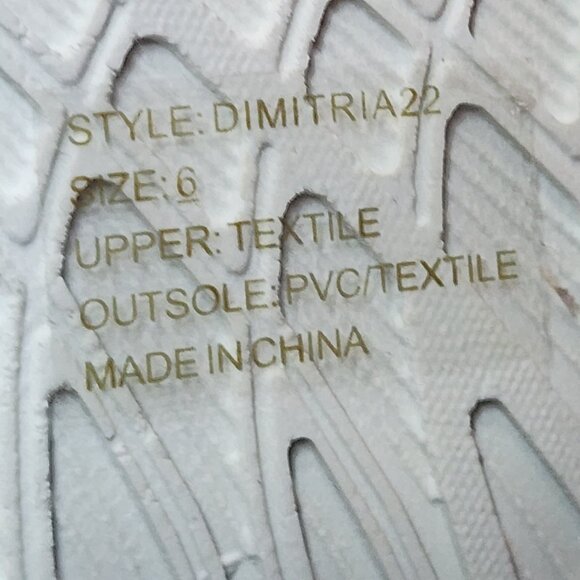 STYLE: DIMITRIA22
SIZE: 6
UPPER: TEXTILE
OUTSOLE: PVC/TEXTILE
MADE IN CHINA